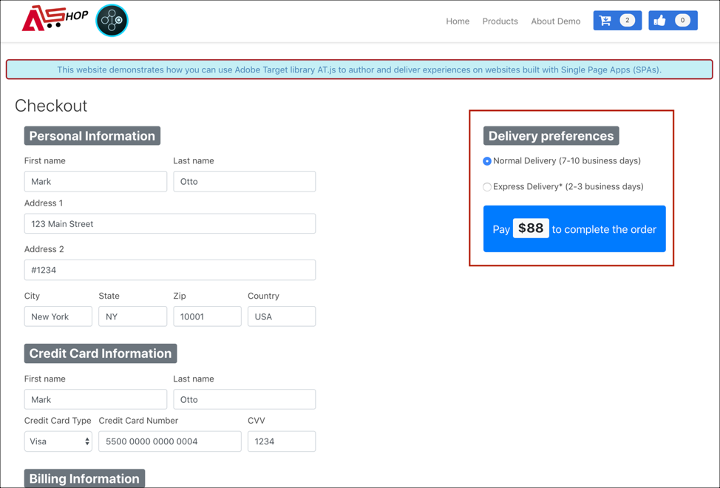 A SHOP
Home Products About Demo 2 0
This website demonstrates how you can use Adobe Target library AT.js to author and deliver experiences on websites built with Single Page Apps (SPAs).
Checkout
Personal Information
First name Last name
Mark Otto
Address 1
123 Main Street
Address 2
#1234
City State Zip Country
New York NY 10001 USA
Credit Card Information
First name Last name
Mark Otto
Credit Card Type Credit Card Number CVV
Visa 5500 0000 0000 0004 1234
Billing Information
Delivery preferences
Normal Delivery (7-10 business days)
Express Delivery* (2-3 business days)
Pay $88 to complete the order